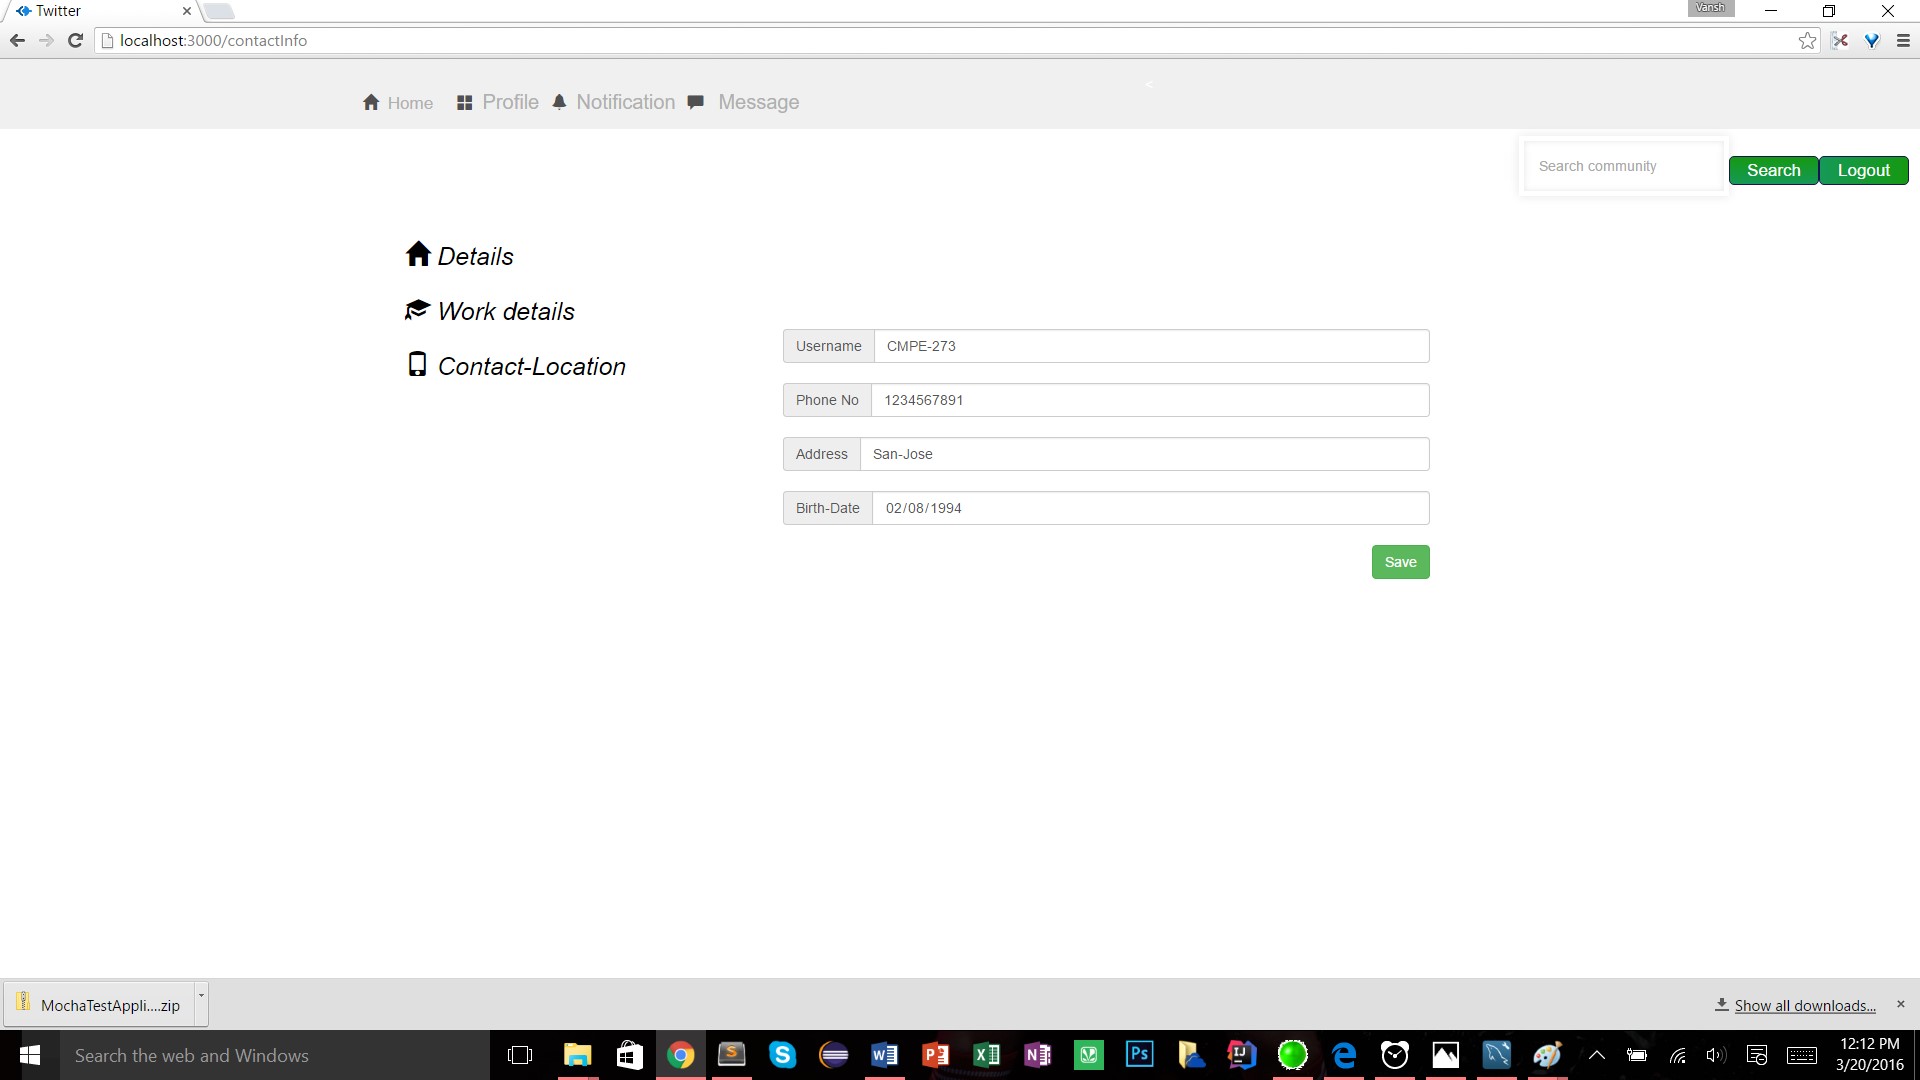 Twitter
Vansh
localhost:3000/contactInfo
<
Home Profile Notification Message
Search community Search Logout
Details
Work details
Contact-Location
Username CMPE-273
Phone No 1234567891
Address San-Jose
Birth-Date 02/08/1994
Save
MochaTestAppli....zip
Show all downloads...
Search the web and Windows
12:12 PM
3/20/2016